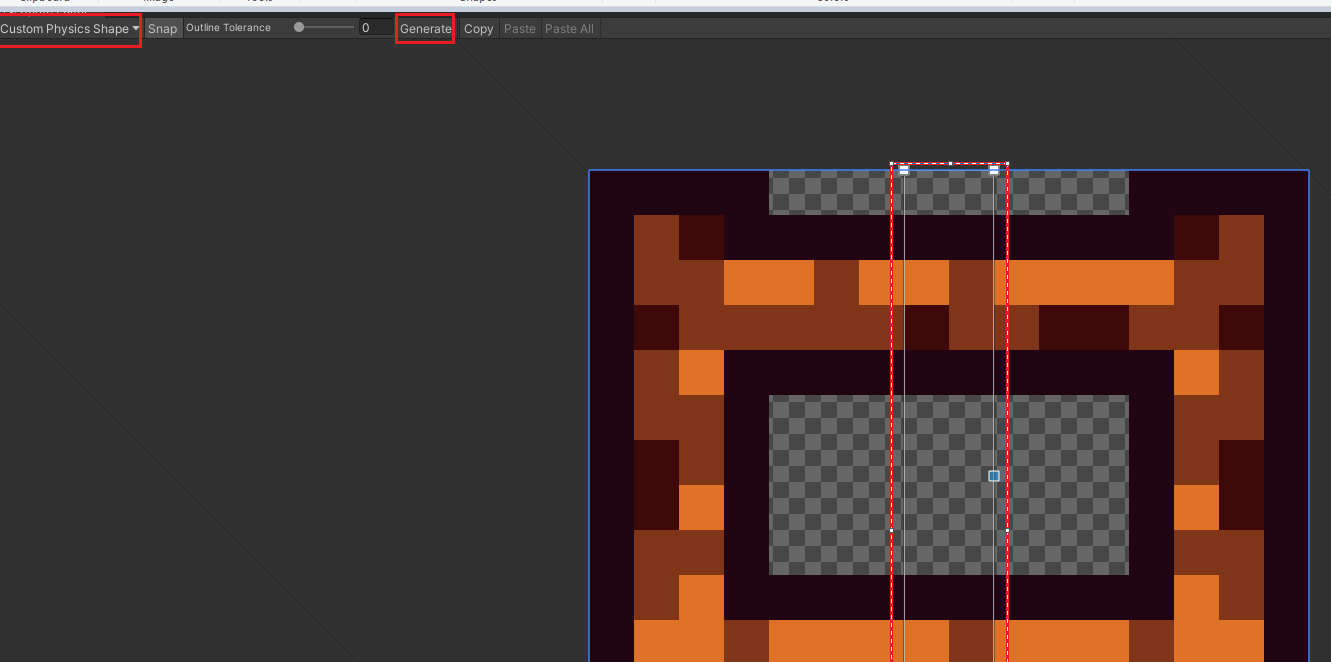 Custom Physics Shape
Snap
Outline Tolerance
0
Generate
Copy
Paste
Paste All